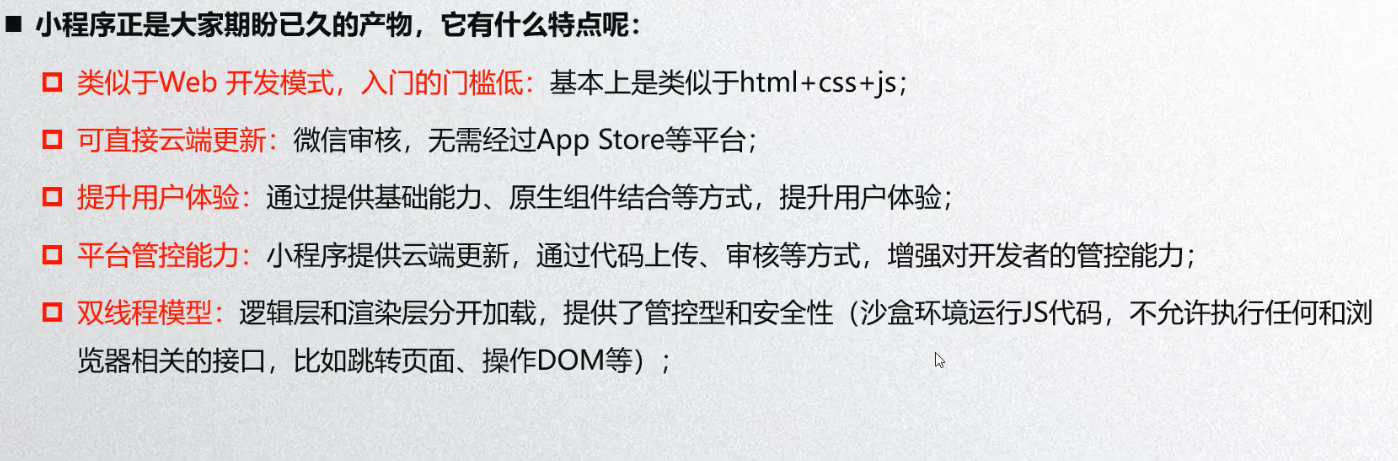 ■ 小程序正是大家期盼已久的产物，它有什么特点呢：
类似于Web 开发模式，入门的门槛低：基本上是类似于html+css+js；
可直接云端更新：微信审核，无需经过App Store等平台；
提升用户体验：通过提供基础能力、原生组件结合等方式，提升用户体验；
平台管控能力：小程序提供云端更新，通过代码上传、审核等方式，增强对开发者的管控能力；
双线程模型：逻辑层和渲染层分开加载，提供了管控型和安全性（沙盒环境运行JS代码，不允许执行任何和浏
览器相关的接口，比如跳转页面、操作DOM等）；